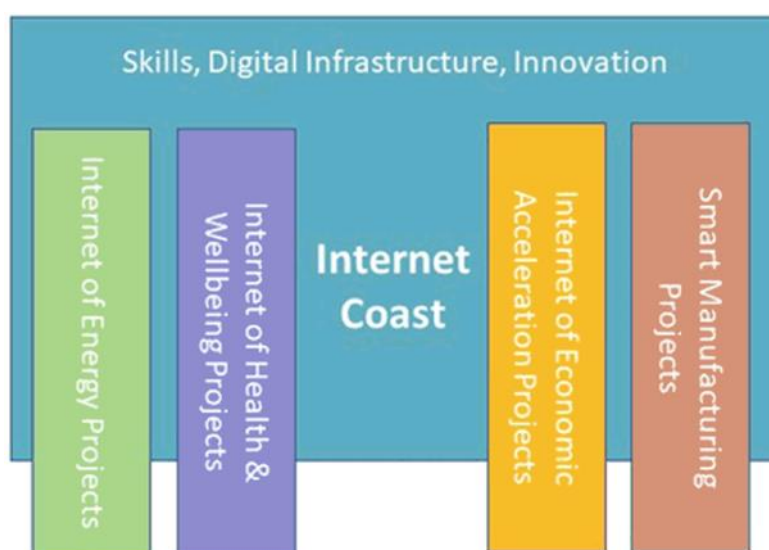 Skills, Digital Infrastructure, Innovation
Internet of Energy Projects
Internet of Health &
Wellbeing Projects
Internet
Coast
Internet of Economic
Acceleration Projects
Smart Manufacturing
Projects